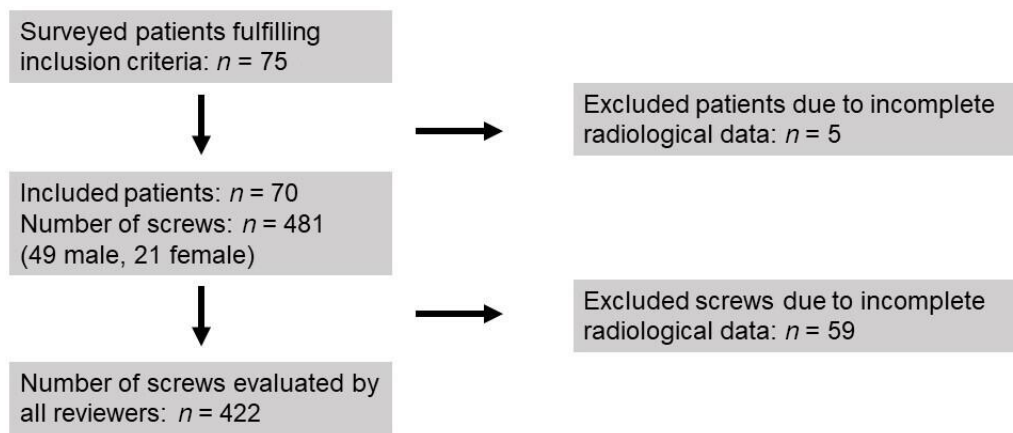 Surveyed patients fulfilling
inclusion criteria: n = 75
Excluded patients due to incomplete
radiological data: n = 5
Included patients: n = 70
Number of screws: n = 481
(49 male, 21 female)
Excluded screws due to incomplete
radiological data: n = 59
Number of screws evaluated by
all reviewers: n = 422